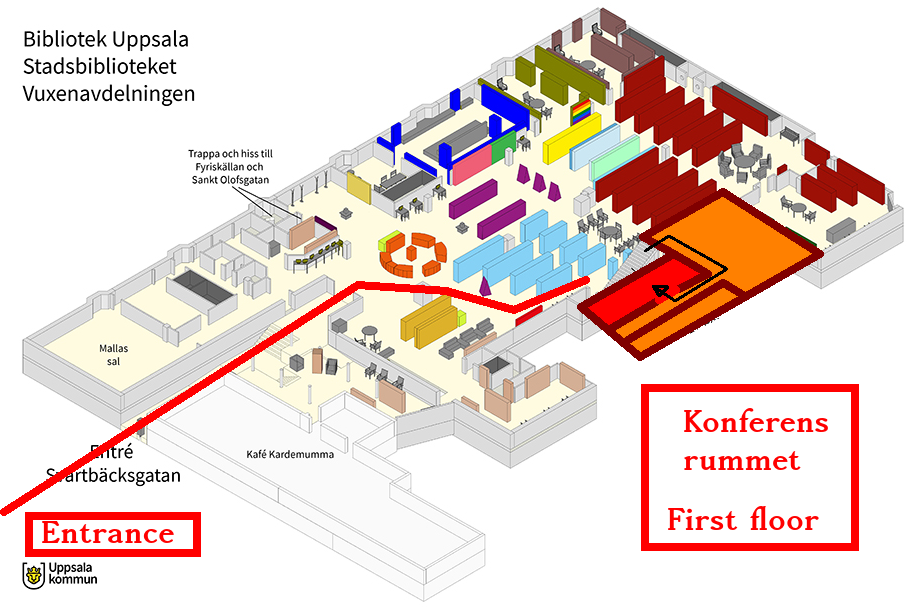 Bibliotek Uppsala
Stadsbiblioteket
Vuxenavdelningen
Trappa och hiss till
Fyriskällan och
Sankt Olofsgatan
Mallas
sal
Entré
Svartbäcksgatan
Kafé Kardemumma
Entrance
Konferens
rummet
First floor
Uppsala
kommun